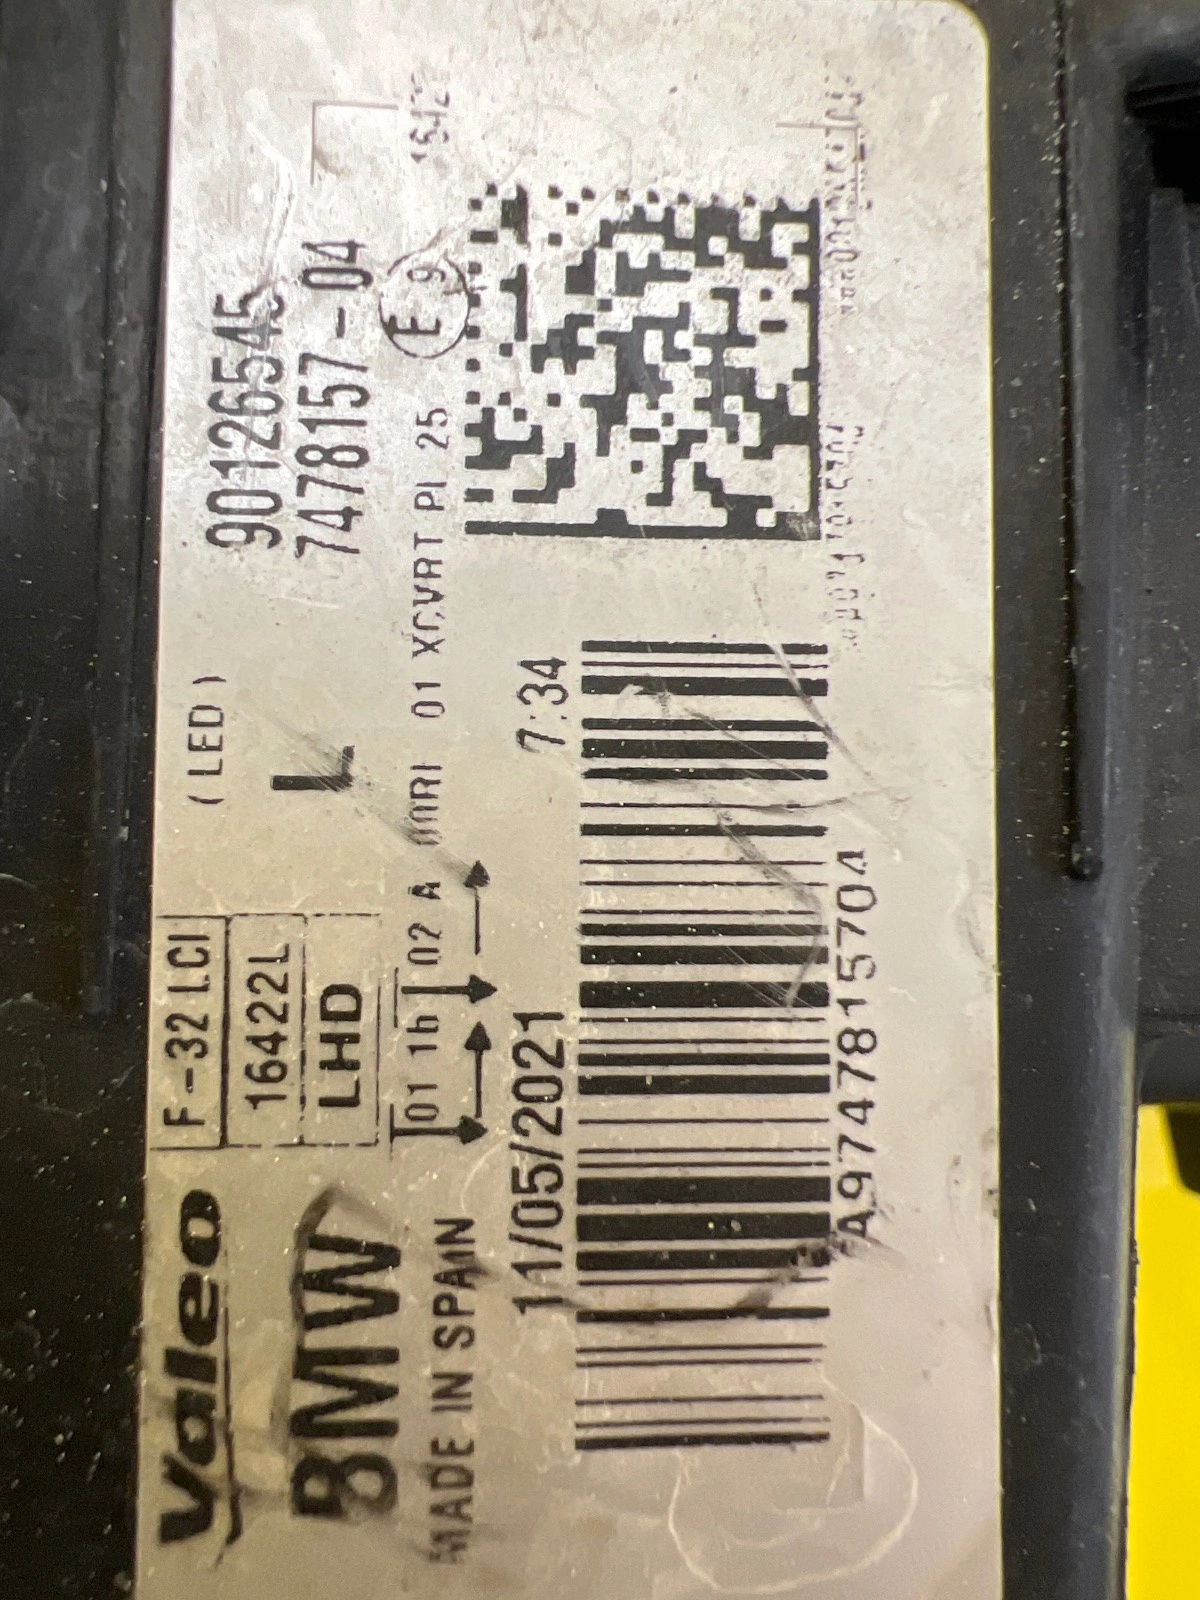 Valeo
F-32 LCI
(LED)
90126545
16422L
L
7478157-04
BMW
LHD
MADE IN SPAIN
01 1b 02 A
01
PL 25
E 9
11/05/2021
7:34
A9747815704